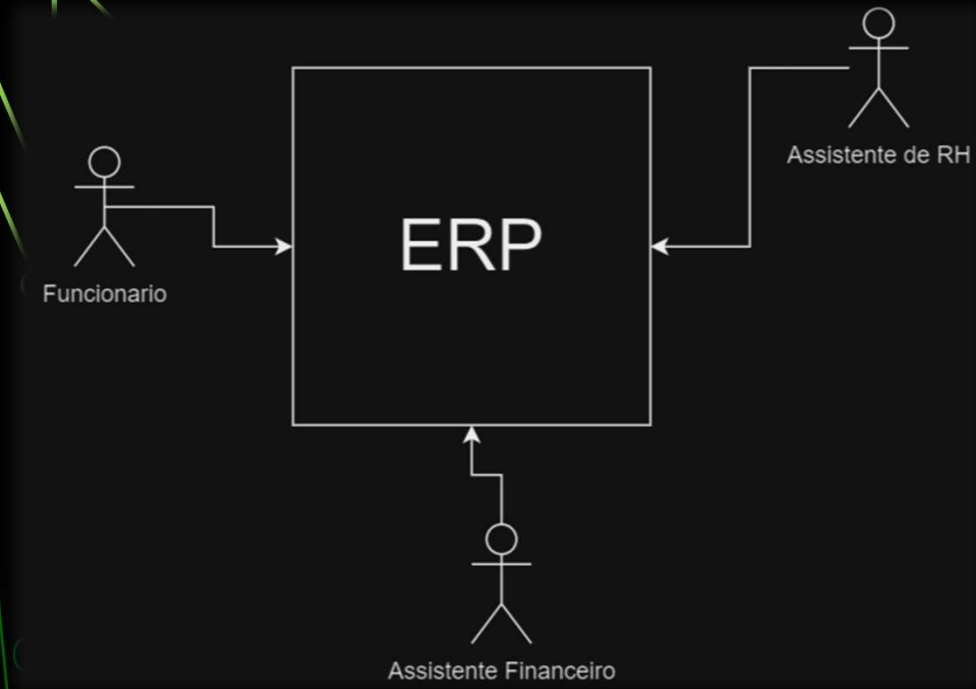 Assistente de RH
ERP
Funcionario
Assistente Financeiro